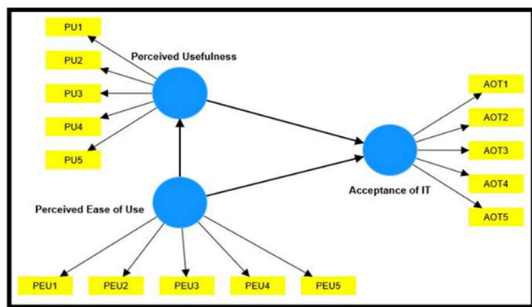 PU1
Perceived Usefulness
PU2
PU3
PU4
PU5
AOT1
AOT2
AOT3
AOT4
AOT5
Acceptance of IT
Perceived Ease of Use
PEU1
PEU2
PEU3
PEU4
PEU5